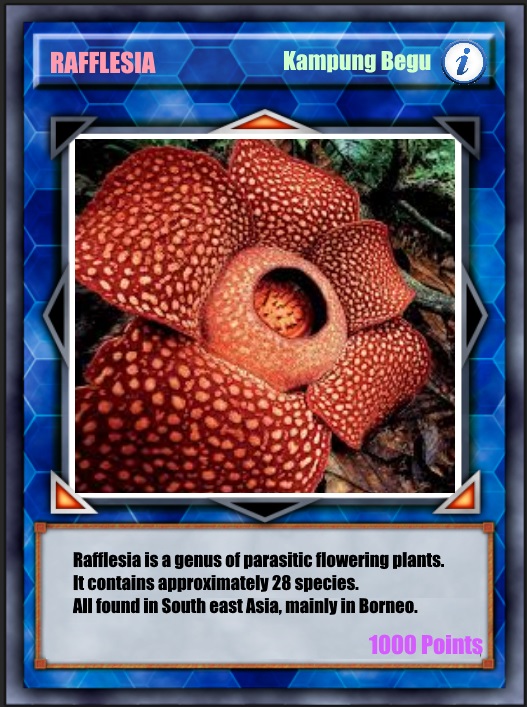 RAFFLESIA
Kampung Begu i
Rafflesia is a genus of parasitic flowering plants.
It contains approximately 28 species.
All found in South east Asia, mainly in Borneo.
1000 Points